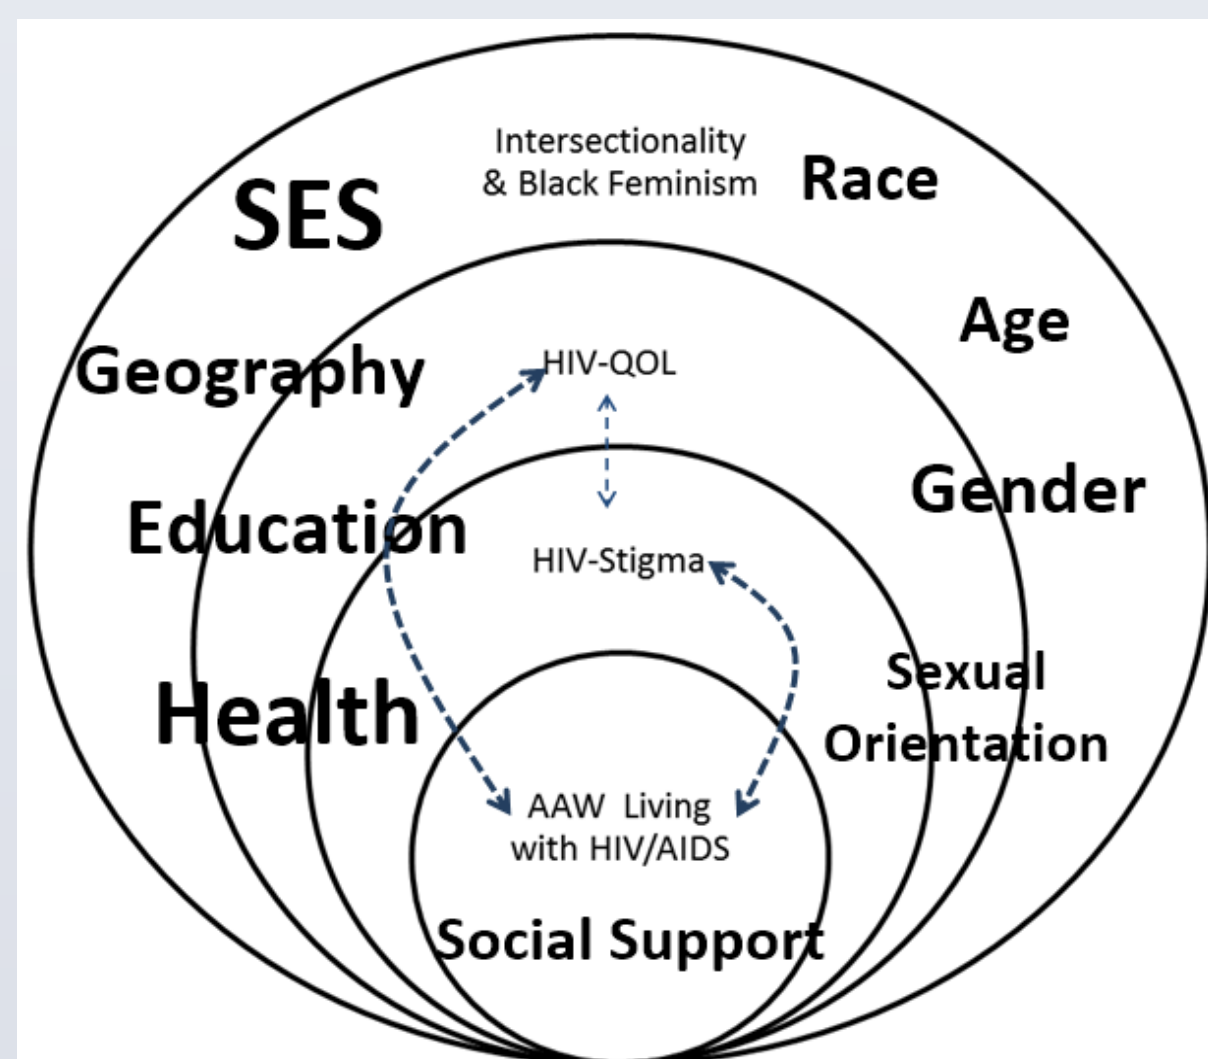 Intersectionality
& Black Feminism
SES
Race
Age
Geography
HIV-QOL
Gender
Education
HIV-Stigma
Sexual
Orientation
Health
AAW  Living
with HIV/AIDS
Social Support